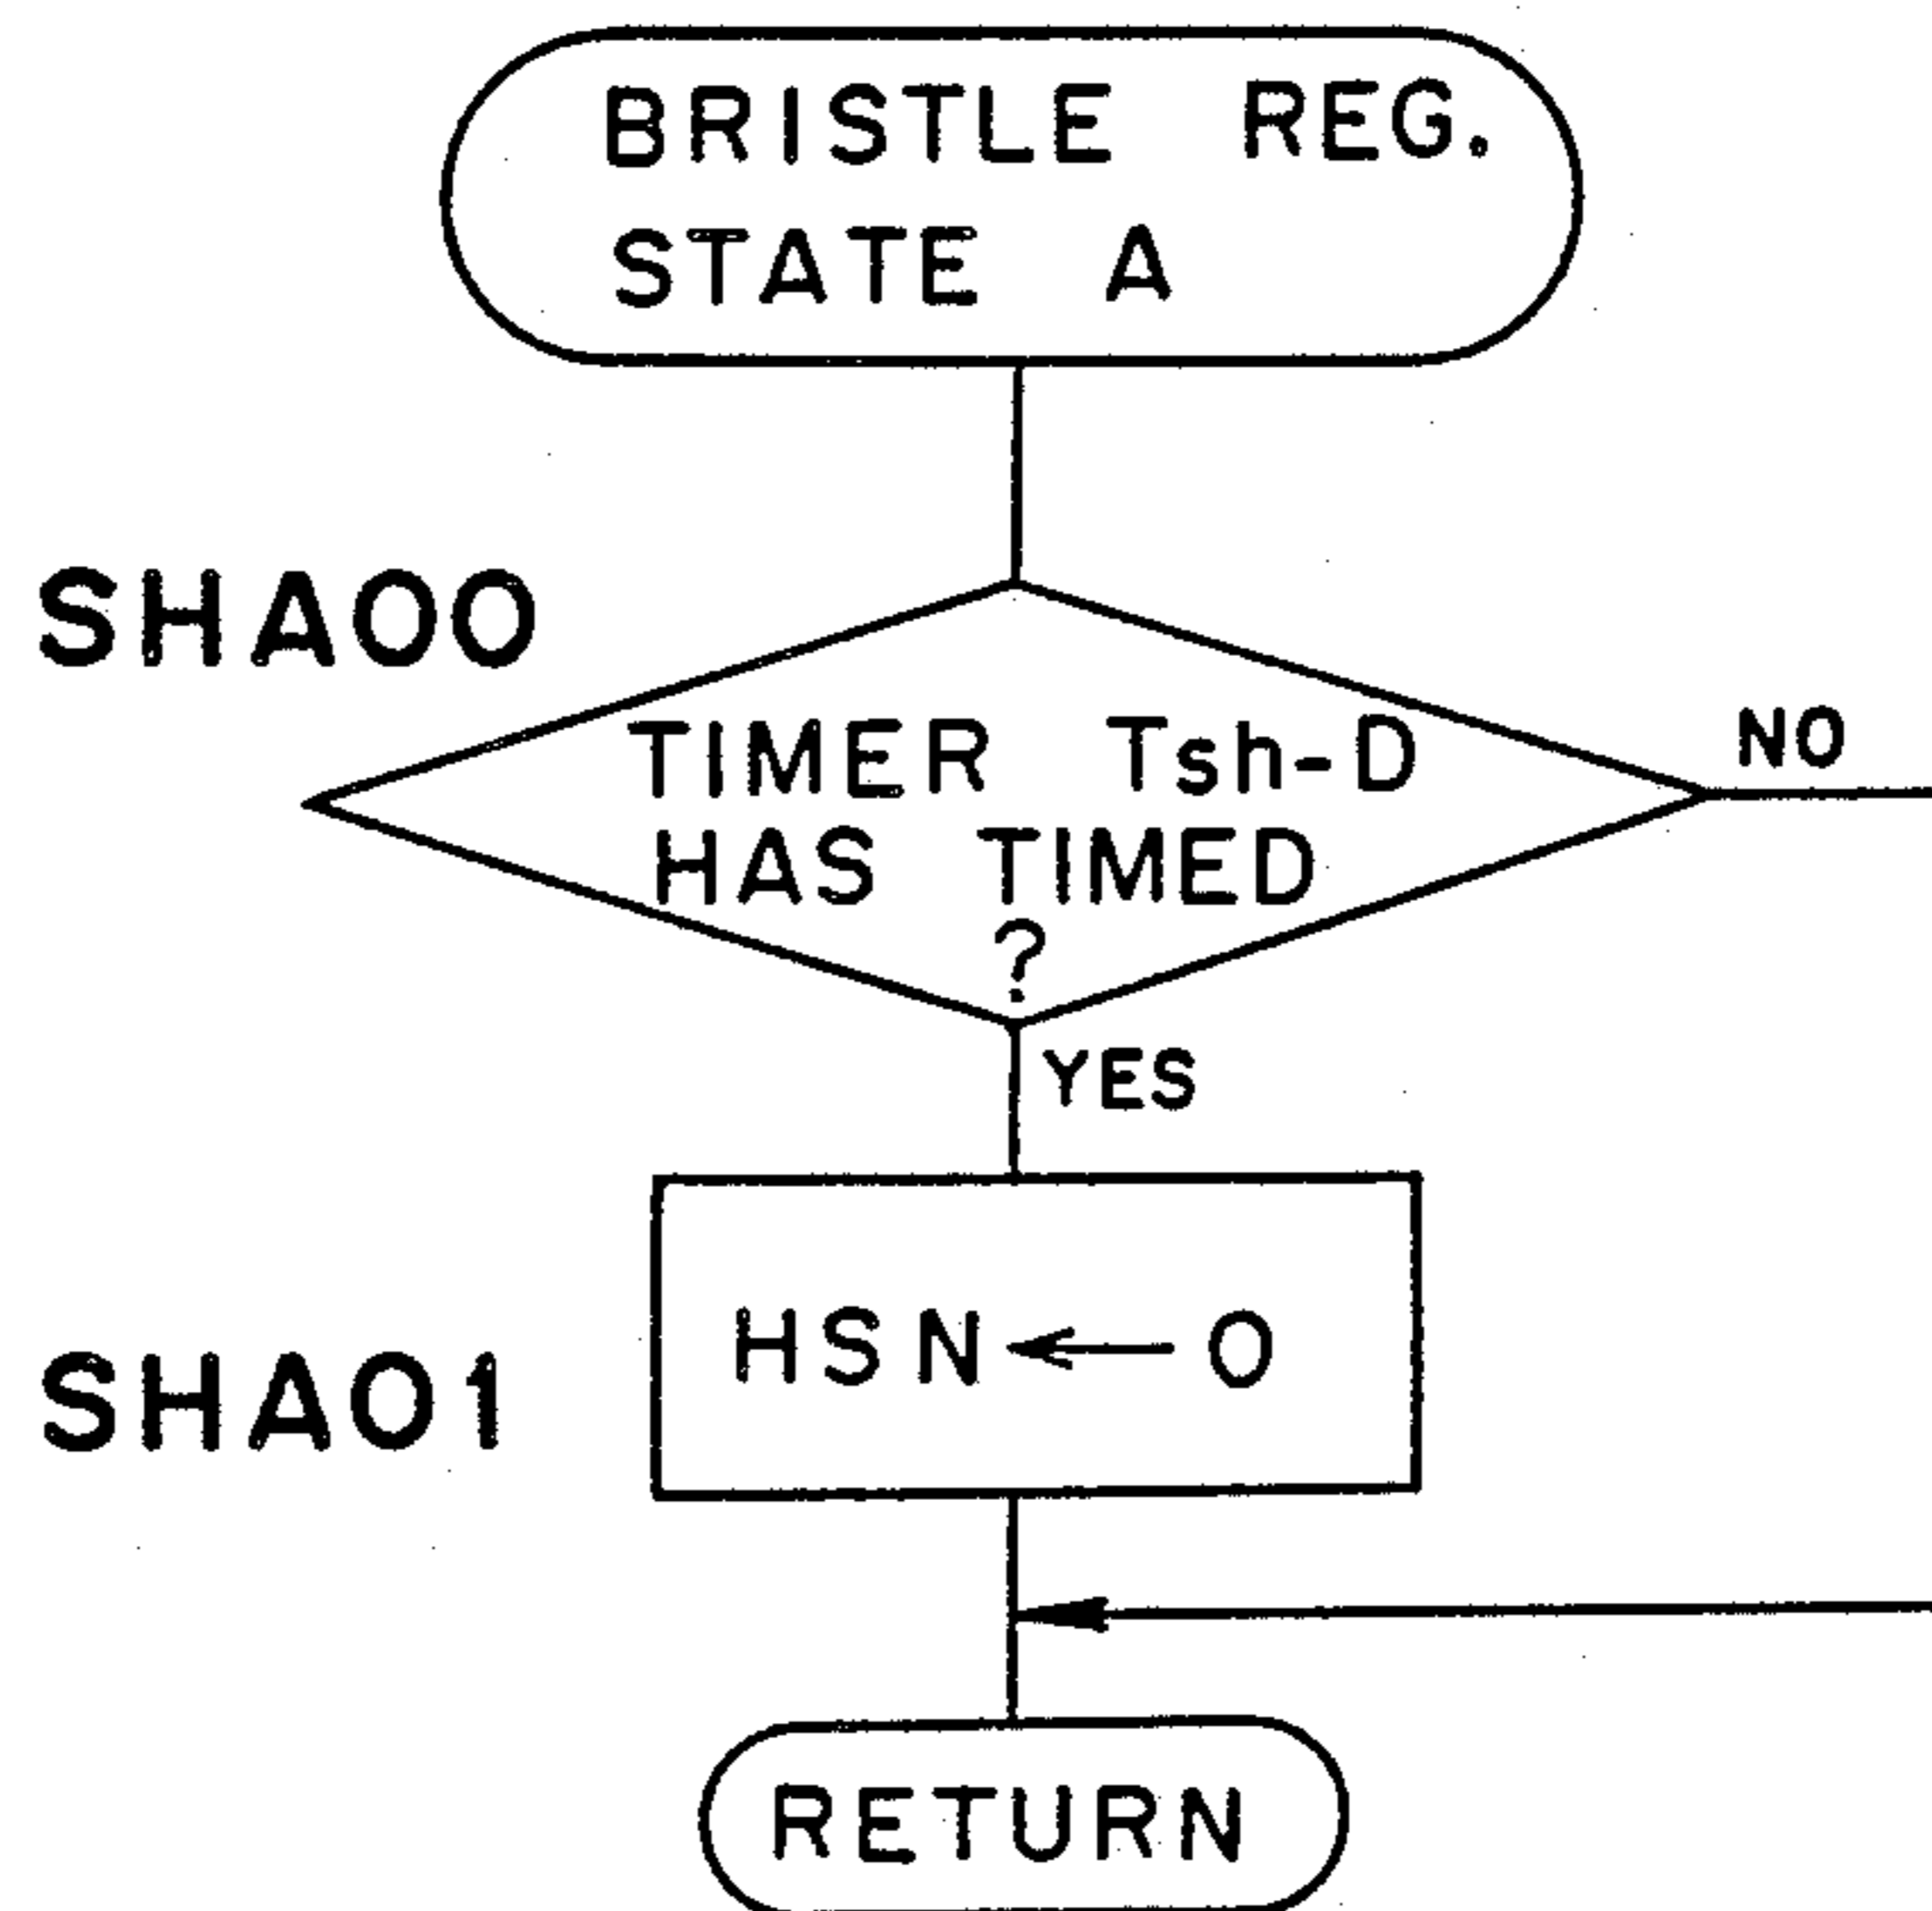 BRISTLE REG.
STATE A
SHA00
TIMER Tsh-D
HAS TIMED
?
NO
YES
HSN ← 0
SHA01
RETURN